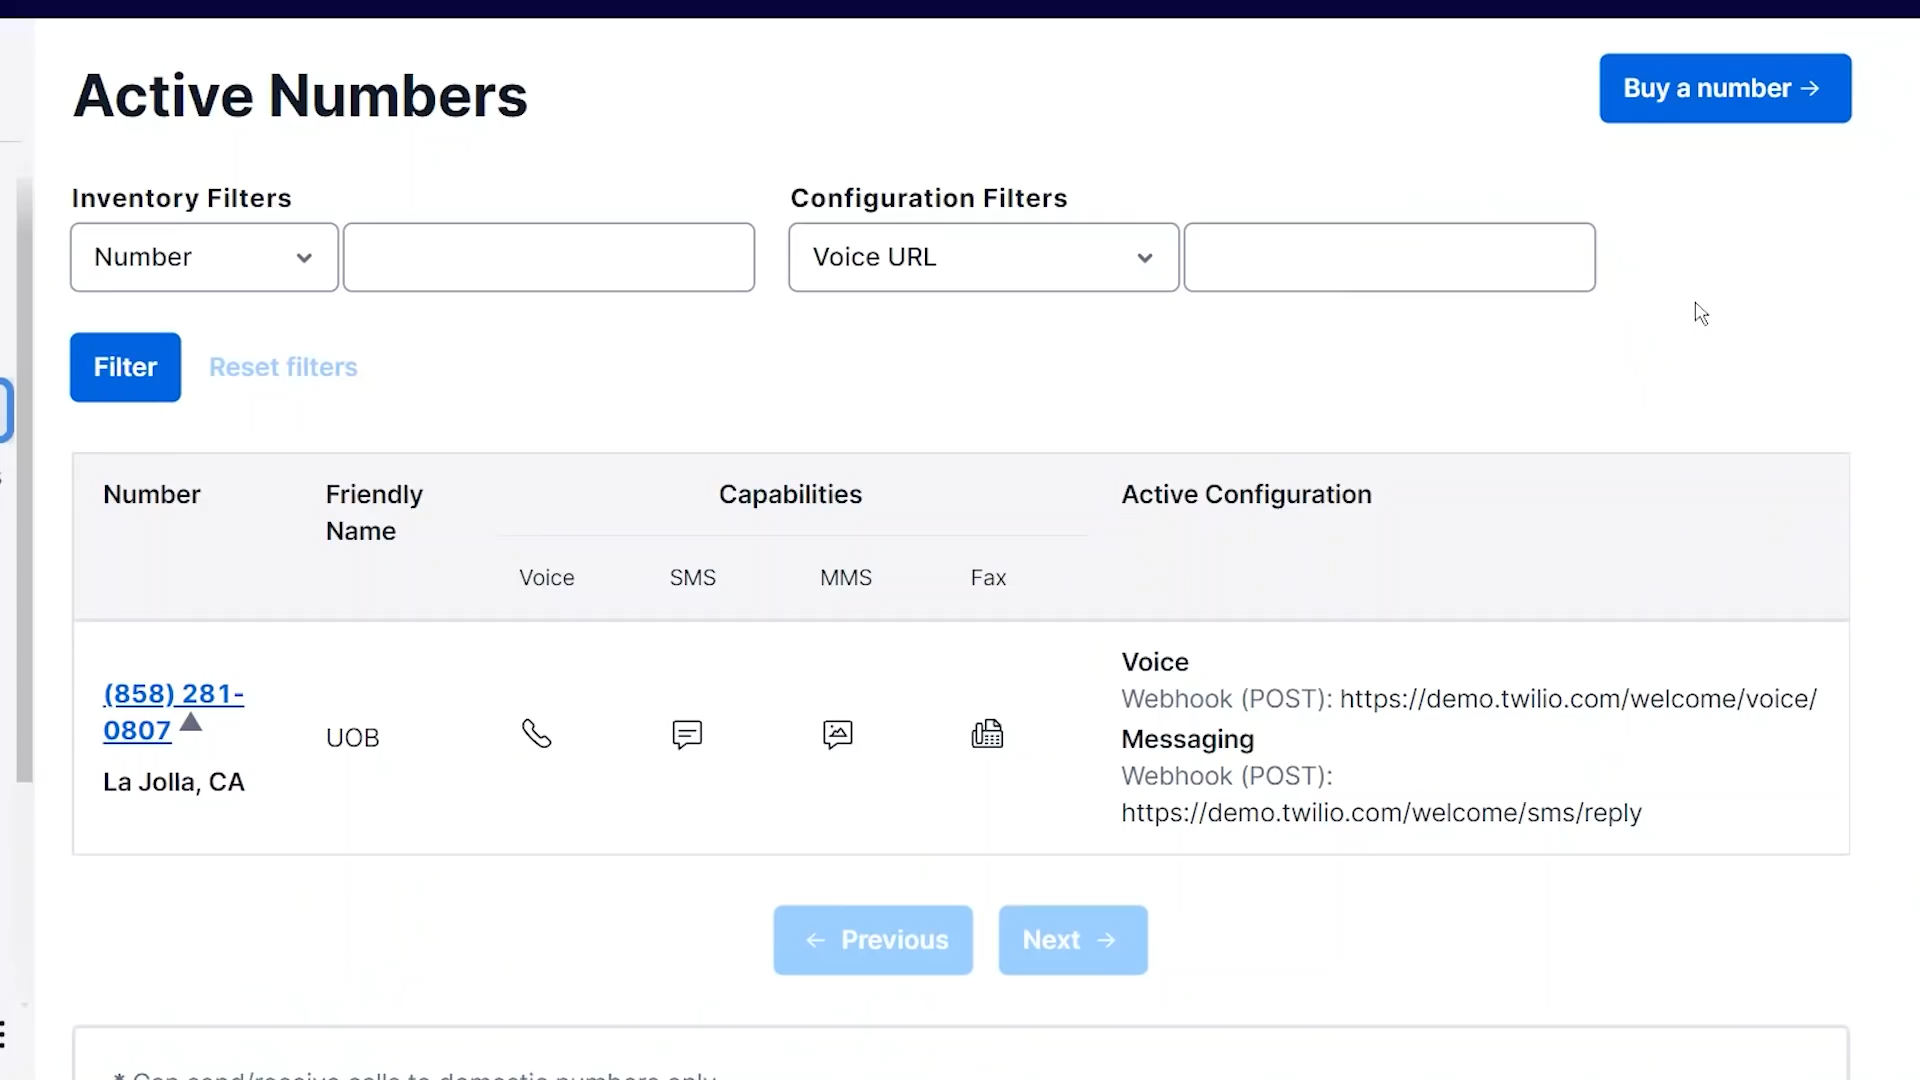 Active Numbers
Buy a number →
Inventory Filters
Configuration Filters
Number
Voice URL
Filter
Reset filters
Number
Friendly
Name
Capabilities
Active Configuration
Voice
SMS
MMS
Fax
(858) 281-
0807
La Jolla, CA
UOB
Voice
Webhook (POST): https://demo.twilio.com/welcome/voice/
Messaging
Webhook (POST):
https://demo.twilio.com/welcome/sms/reply
← Previous
Next →
* Can send/receive calls to domestic numbers only